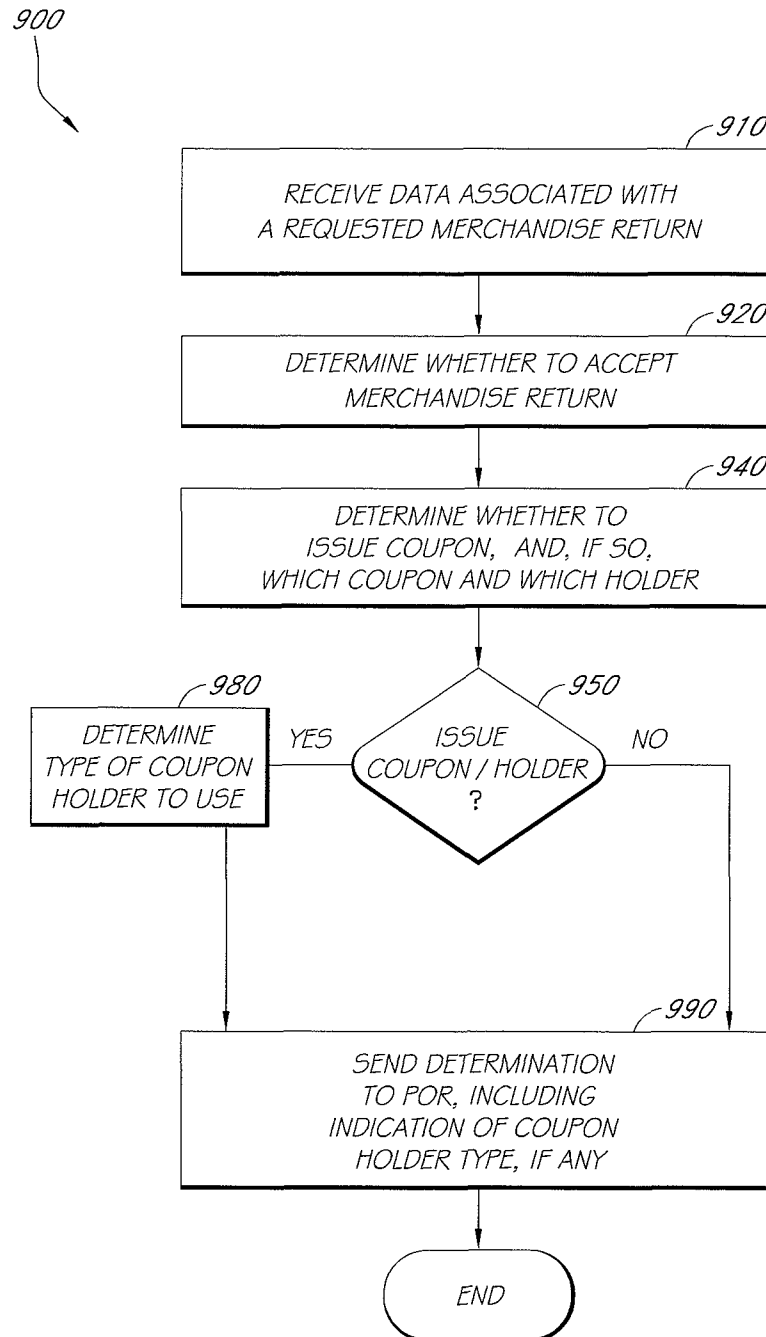 900
910
RECEIVE DATA ASSOCIATED WITH
A REQUESTED MERCHANDISE RETURN
920
DETERMINE WHETHER TO ACCEPT
MERCHANDISE RETURN
940
DETERMINE WHETHER TO
ISSUE COUPON, AND, IF SO,
WHICH COUPON AND WHICH HOLDER
980
DETERMINE
TYPE OF COUPON
HOLDER TO USE
YES
950
ISSUE
COUPON / HOLDER
?
NO
990
SEND DETERMINATION
TO POR, INCLUDING
INDICATION OF COUPON
HOLDER TYPE, IF ANY
END